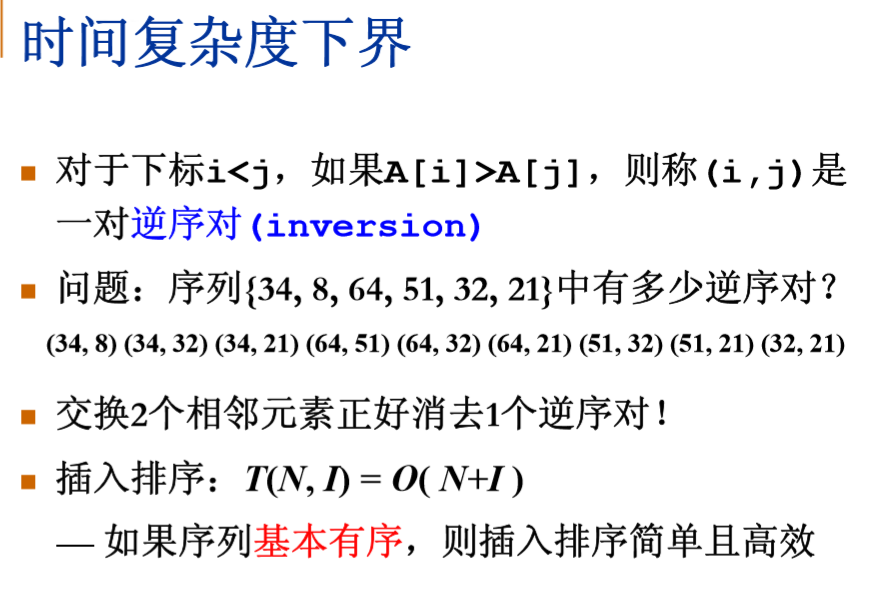 时间复杂度下界
对于下标i<j，如果A[i]>A[j]，则称(i,j)是
一对逆序对(inversion)
问题：序列{34, 8, 64, 51, 32, 21}中有多少逆序对？
(34, 8) (34, 32) (34, 21) (64, 51) (64, 32) (64, 21) (51, 32) (51, 21) (32, 21)
交换2个相邻元素正好消去1个逆序对！
插入排序：T(N, I) = O( N+I )
— 如果序列基本有序，则插入排序简单且高效